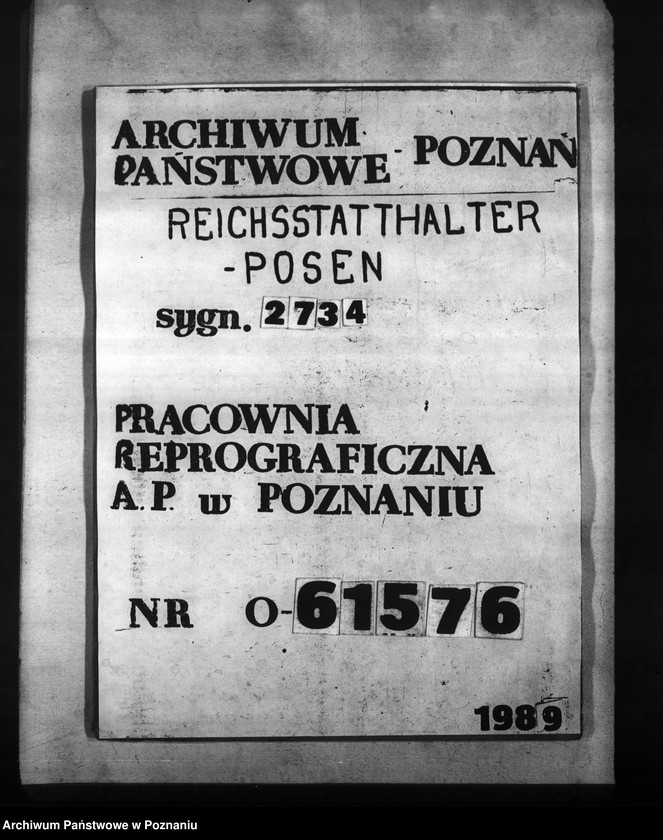 ARCHIWUM
PAŃSTWOWE - POZNAŃ
REICHSSTATTHALTER
-POSEN
sygn. 2734
PRACOWNIA
REPROGRAFICZNA
A.P. w POZNANIU
NR O-61576
1989
Archiwum Państwowe w Poznaniu